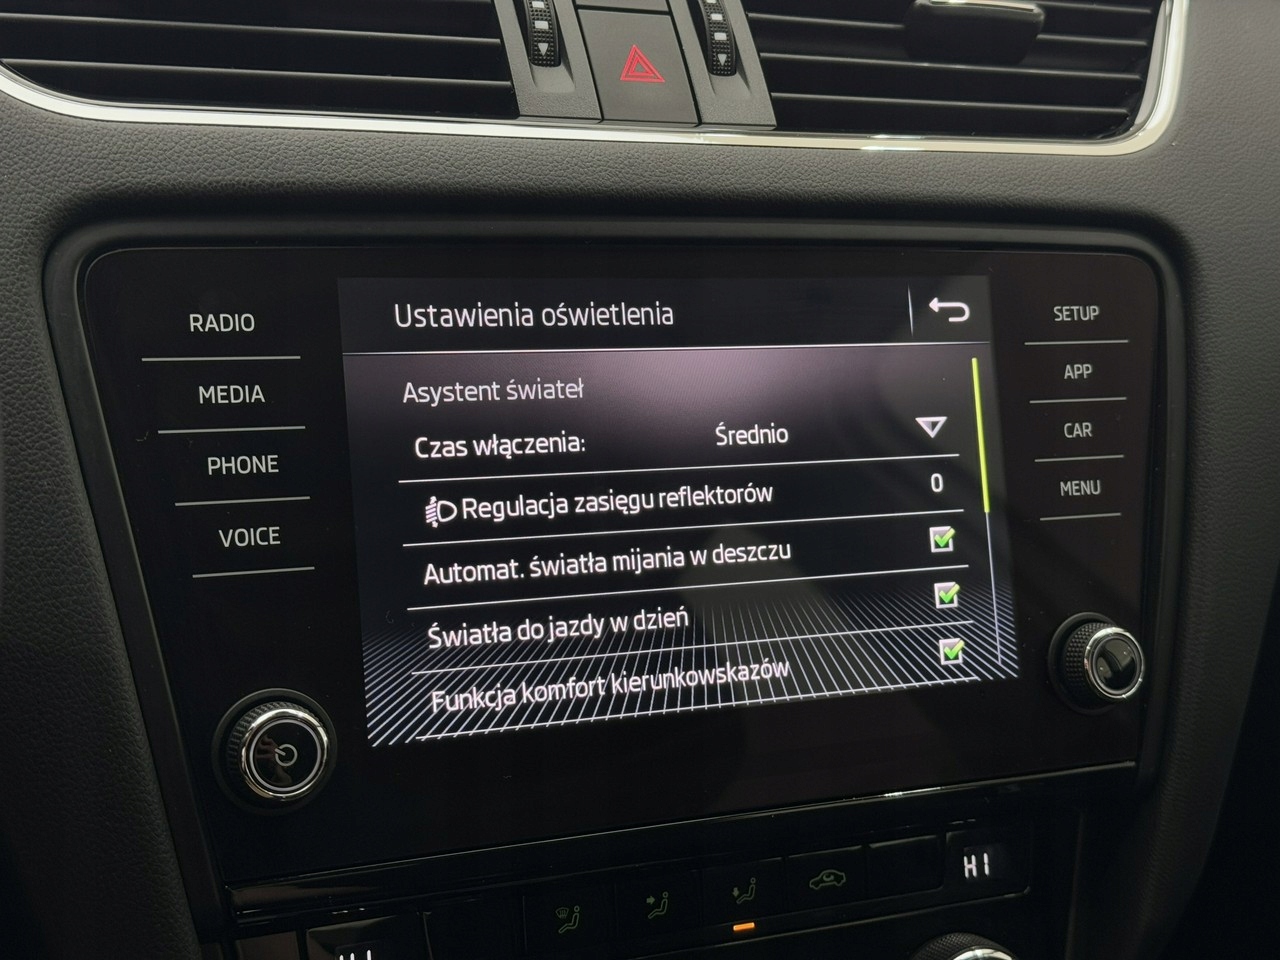 Ustawienia oświetlenia
Asystent świateł
Czas włączenia: Średnio
Regulacja zasięgu reflektorów 0
Automat. światła mijania w deszczu
Światła do jazdy w dzień
Funkcja komfort kierunkowskazów
RADIO
MEDIA
PHONE
VOICE
SETUP
APP
CAR
MENU
HI